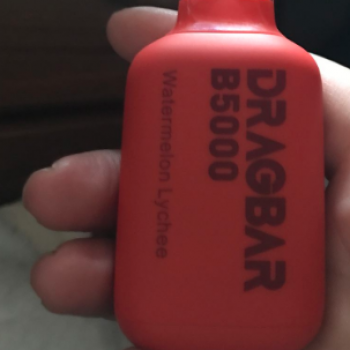 DRAGBAR
B5000
Watermelon Lychee